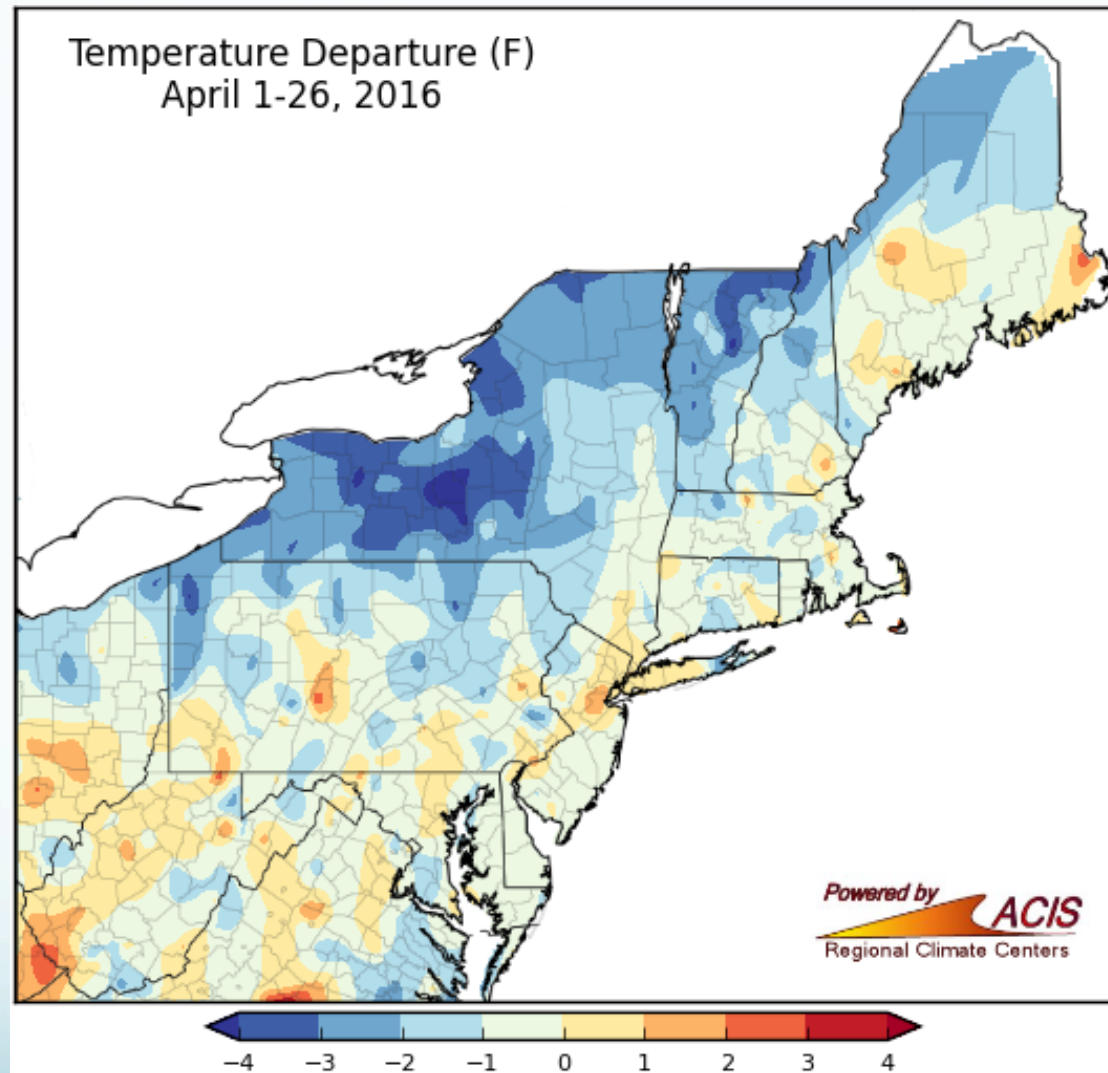 Temperature Departure (F)
April 1-26, 2016
Powered by
ACIS
Regional Climate Centers
−4 −3 −2 −1 0 1 2 3 4